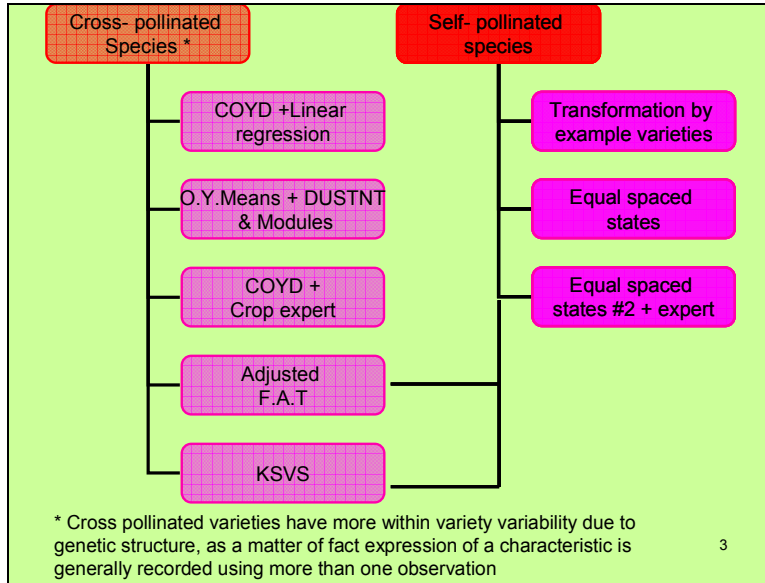 Cross- pollinated
Species *
Self- pollinated
species
COYD +Linear
regression
Transformation by
example varieties
O.Y.Means + DUSTNT
& Modules
Equal spaced
states
COYD +
Crop expert
Equal spaced
states #2 + expert
Adjusted
F.A.T
KSVS
* Cross pollinated varieties have more within variety variability due to
genetic structure, as a matter of fact expression of a characteristic is
generally recorded using more than one observation
3